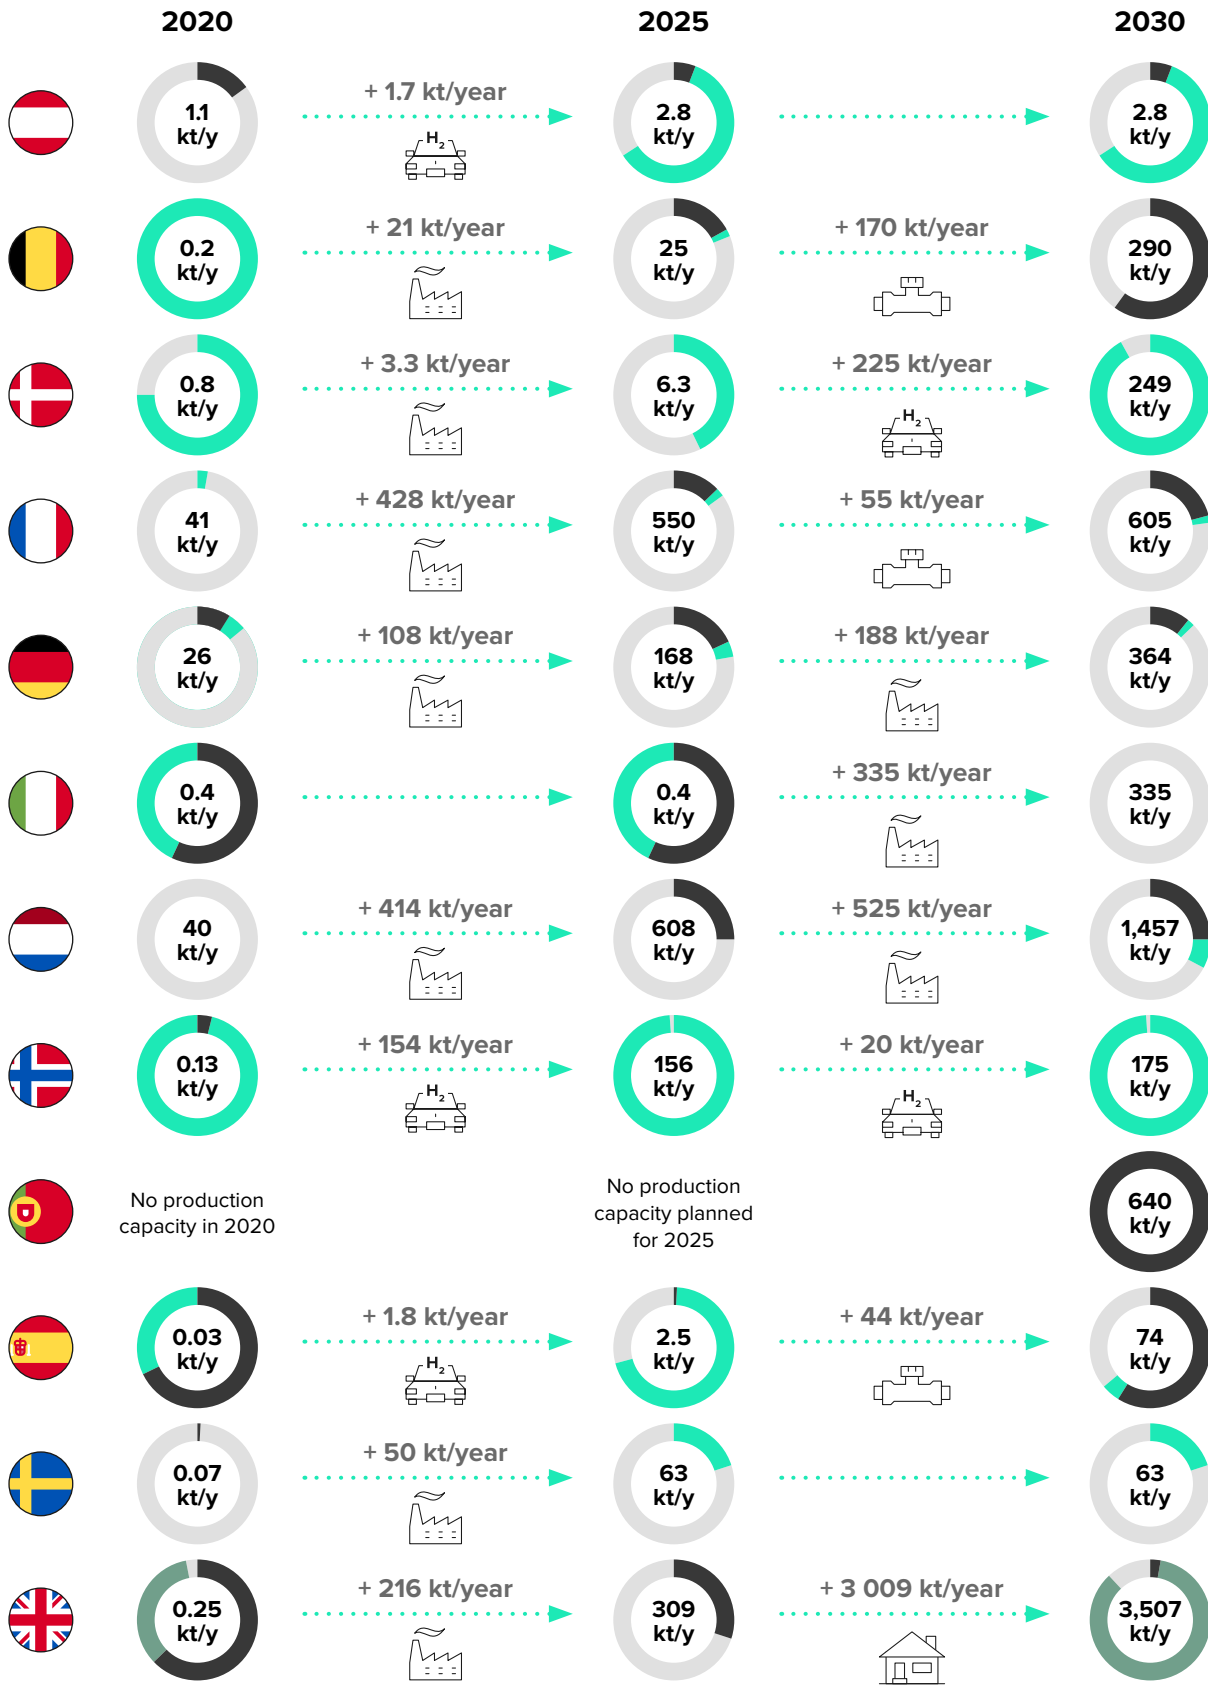 2020
2025
2030
1.1
kt/y
+ 1.7 kt/year
H₂
2.8
kt/y
2.8
kt/y
0.2
kt/y
+ 21 kt/year
25
kt/y
+ 170 kt/year
290
kt/y
0.8
kt/y
+ 3.3 kt/year
6.3
kt/y
+ 225 kt/year
H₂
249
kt/y
41
kt/y
+ 428 kt/year
550
kt/y
+ 55 kt/year
605
kt/y
26
kt/y
+ 108 kt/year
168
kt/y
+ 188 kt/year
364
kt/y
0.4
kt/y
0.4
kt/y
+ 335 kt/year
335
kt/y
40
kt/y
+ 414 kt/year
608
kt/y
+ 525 kt/year
1,457
kt/y
0.13
kt/y
+ 154 kt/year
H₂
156
kt/y
+ 20 kt/year
H₂
175
kt/y
No production
capacity in 2020
No production
capacity planned
for 2025
640
kt/y
0.03
kt/y
+ 1.8 kt/year
H₂
2.5
kt/y
+ 44 kt/year
74
kt/y
0.07
kt/y
+ 50 kt/year
63
kt/y
63
kt/y
0.25
kt/y
+ 216 kt/year
309
kt/y
+ 3 009 kt/year
3,507
kt/y